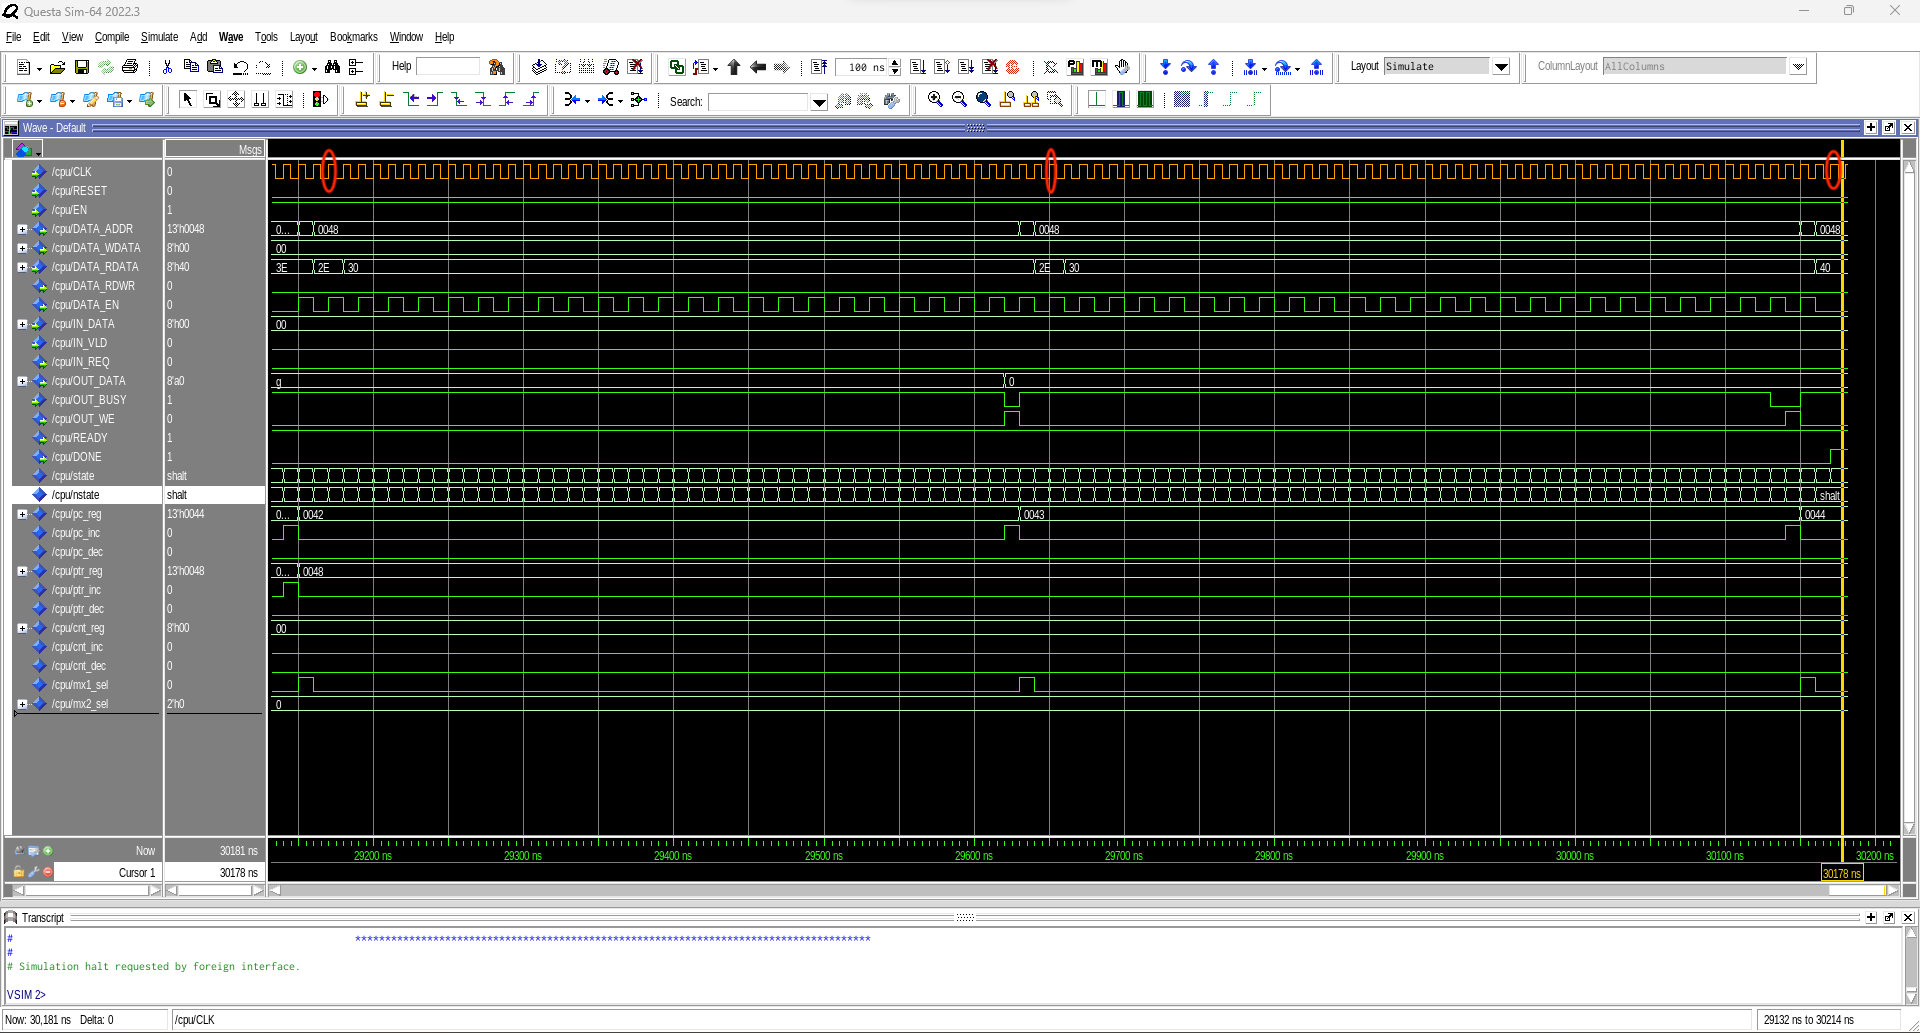 Questa Sim-64 2022.3
File Edit View Compile Simulate Add Wave Tools Layout Bookmarks Window Help
Help 100 ns Layout Simulate ColumnLayout AllColumns
Search:
Wave - Default
Msgs
/cpu/CLK 0
/cpu/RESET 0
/cpu/EN 1
/cpu/DATA_ADDR 13'h0048 0... 0048 0048 0048
/cpu/DATA_WDATA 8'h00 00
/cpu/DATA_RDATA 8'h40 3E 2E 30 2E 30 40
/cpu/DATA_RDWR 0
/cpu/DATA_EN 0
/cpu/IN_DATA 8'h00 00
/cpu/IN_VLD 0
/cpu/IN_REQ 0
/cpu/OUT_DATA 8'a0 g 0
/cpu/OUT_BUSY 1
/cpu/OUT_WE 0
/cpu/READY 1
/cpu/DONE 1
/cpu/state shalt
/cpu/nstate shalt shalt
/cpu/pc_reg 13'h0044 0... 0042 0043 0044
/cpu/pc_inc 0
/cpu/pc_dec 0
/cpu/ptr_reg 13'h0048 0... 0048
/cpu/ptr_inc 0
/cpu/ptr_dec 0
/cpu/cnt_reg 8'h00 00
/cpu/cnt_inc 0
/cpu/cnt_dec 0
/cpu/mx1_sel 0
/cpu/mx2_sel 2'h0 0
Now 30181 ns 29200 ns 29300 ns 29400 ns 29500 ns 29600 ns 29700 ns 29800 ns 29900 ns 30000 ns 30100 ns 30200 ns
Cursor 1 30178 ns 30178 ns
Transcript
# **************************************************************************************
#
# Simulation halt requested by foreign interface.
VSIM 2>
Now: 30,181 ns Delta: 0 /cpu/CLK 29132 ns to 30214 ns